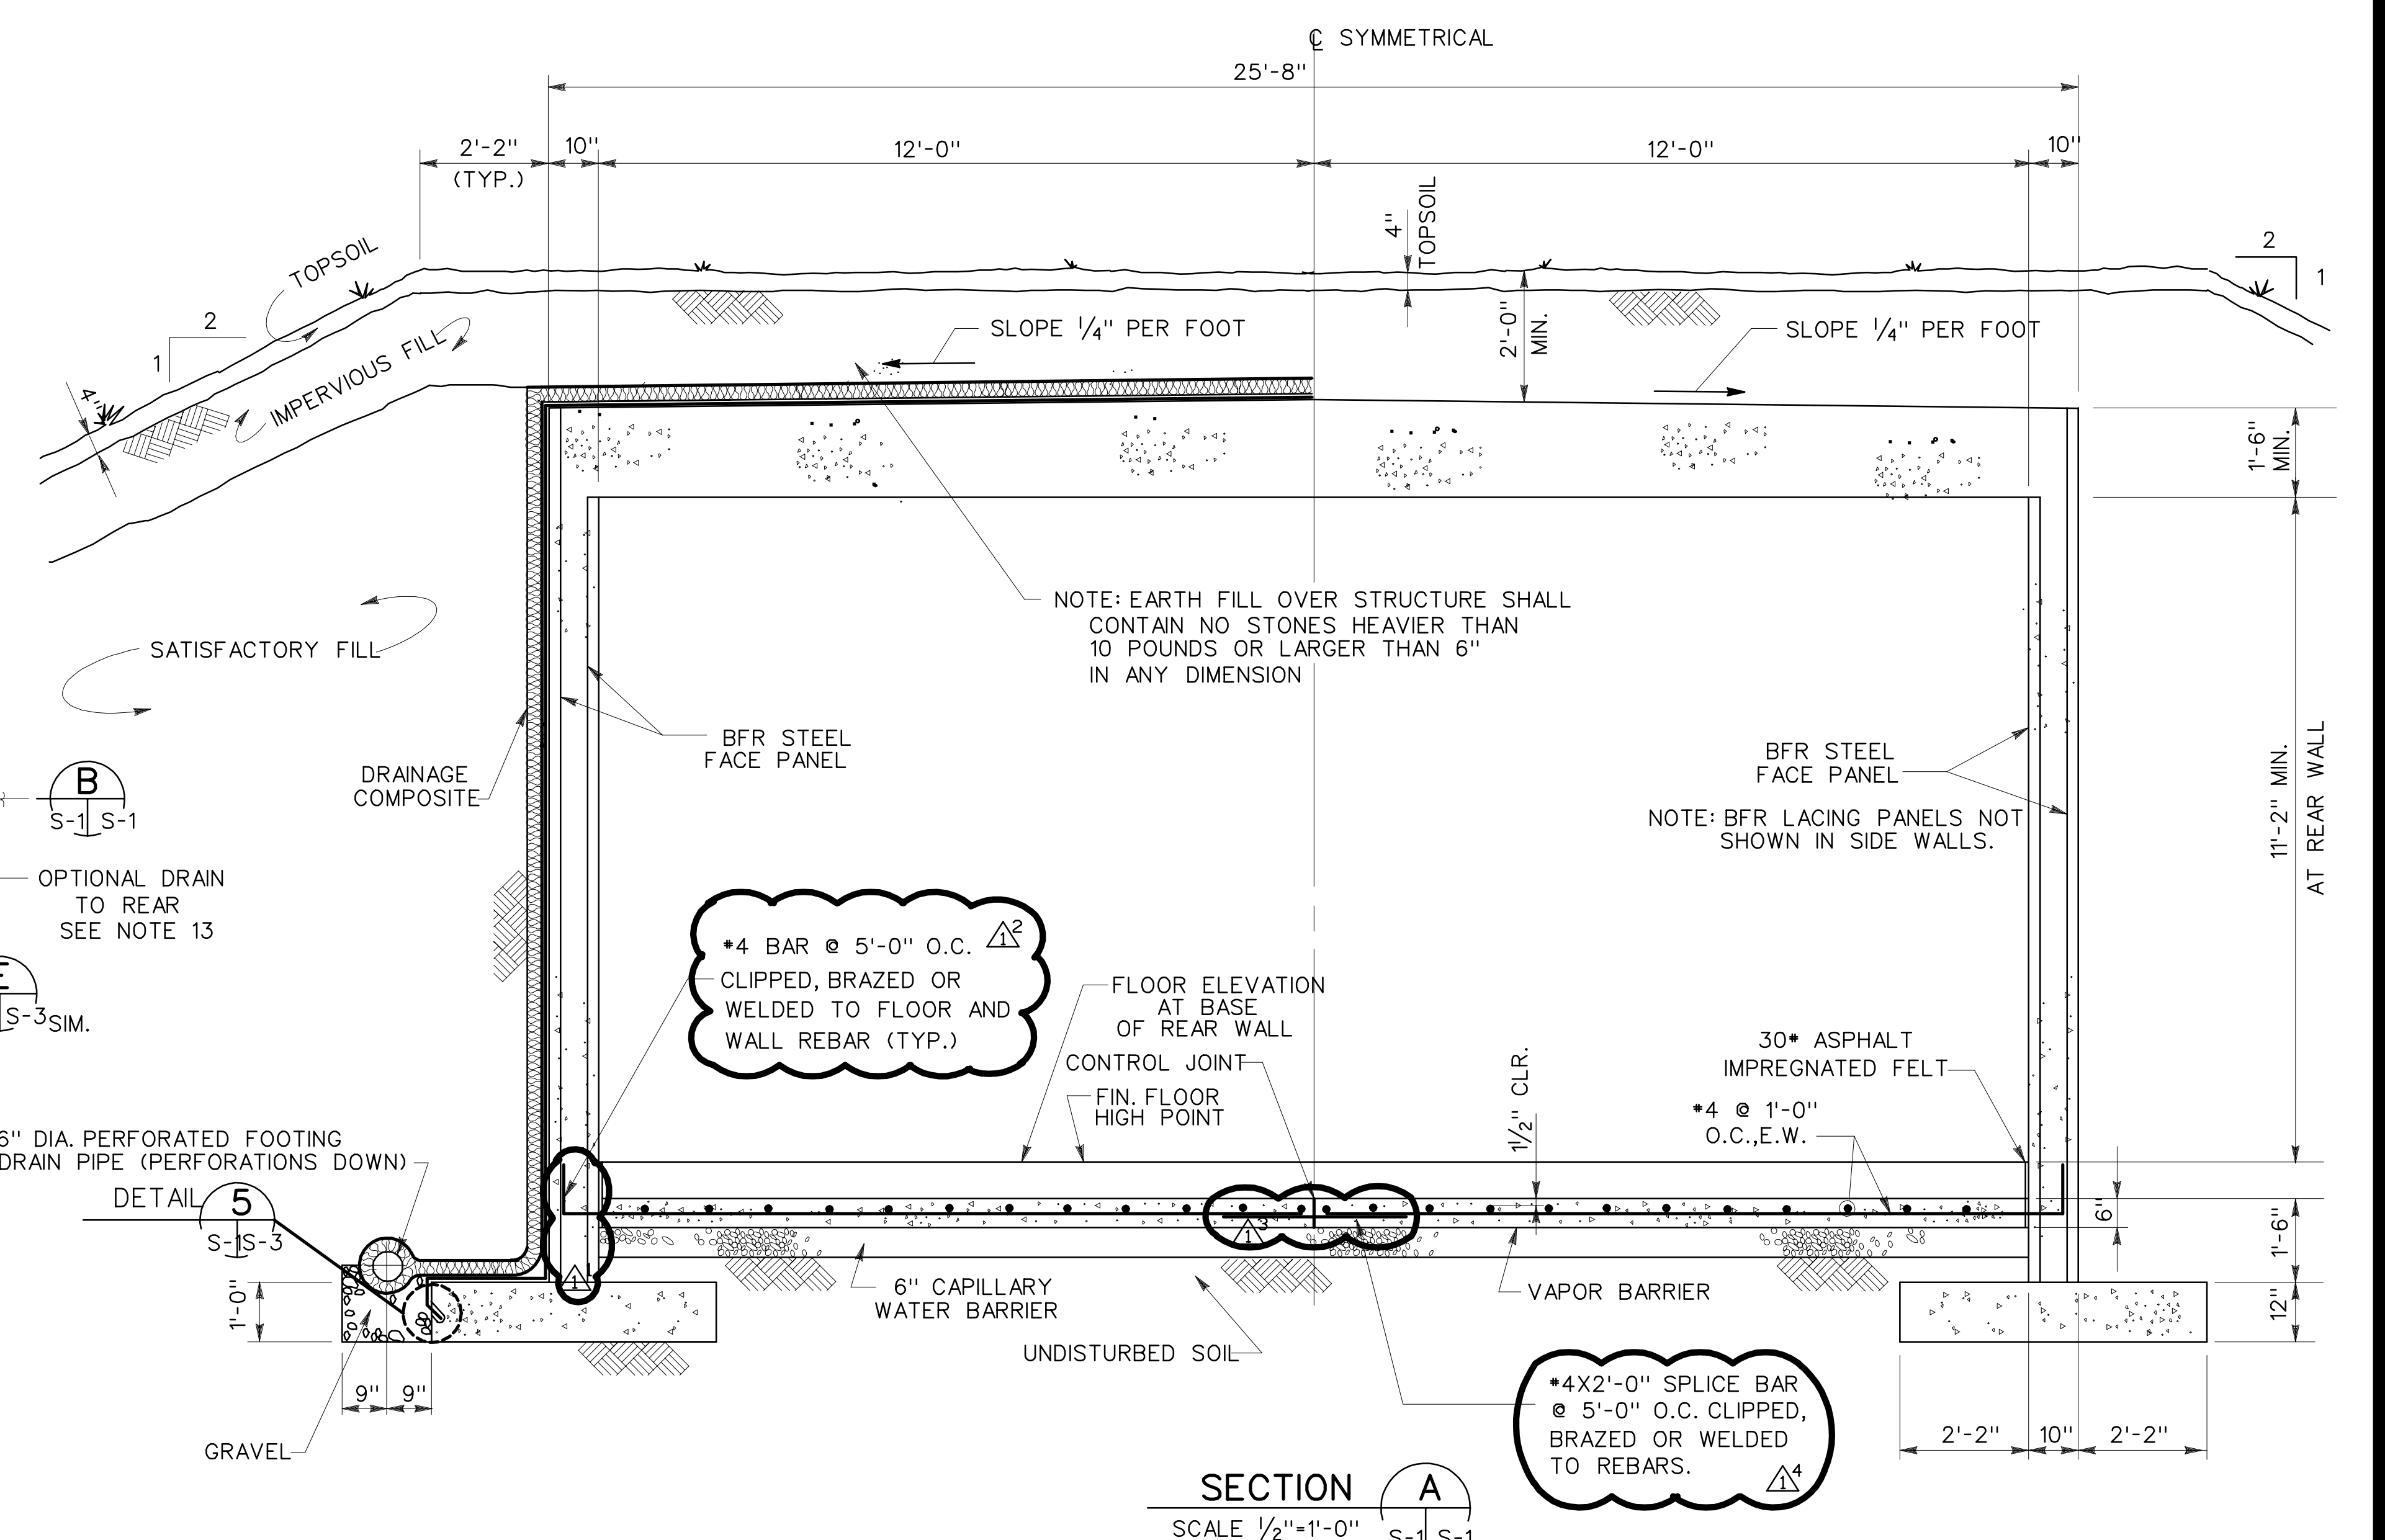 ℄ SYMMETRICAL
25'-8"
2'-2"
(TYP.)
10"
12'-0"
12'-0"
10"
4"
TOPSOIL
2
1
TOPSOIL
2
1
IMPERVIOUS FILL
4"
SLOPE 1/4" PER FOOT
2'-0"
MIN.
SLOPE 1/4" PER FOOT
1'-6"
MIN.
NOTE: EARTH FILL OVER STRUCTURE SHALL
CONTAIN NO STONES HEAVIER THAN
10 POUNDS OR LARGER THAN 6"
IN ANY DIMENSION
SATISFACTORY FILL
BFR STEEL
FACE PANEL
DRAINAGE
COMPOSITE
BFR STEEL
FACE PANEL
NOTE: BFR LACING PANELS NOT
SHOWN IN SIDE WALLS.
11'-2" MIN.
AT REAR WALL
B
S-1 S-1
OPTIONAL DRAIN
TO REAR
SEE NOTE 13
E
S-3 SIM.
#4 BAR @ 5'-0" O.C. 1 2
CLIPPED, BRAZED OR
WELDED TO FLOOR AND
WALL REBAR (TYP.)
FLOOR ELEVATION
AT BASE
OF REAR WALL
CONTROL JOINT
FIN. FLOOR
HIGH POINT
1 1/2" CLR.
30# ASPHALT
IMPREGNATED FELT
#4 @ 1'-0"
O.C., E.W.
6" DIA. PERFORATED FOOTING
DRAIN PIPE (PERFORATIONS DOWN)
DETAIL 5
S-1 S-3
1 3
6"
1'-6"
1
1'-0"
6" CAPILLARY
WATER BARRIER
VAPOR BARRIER
12"
UNDISTURBED SOIL
9" 9"
GRAVEL
#4X2'-0" SPLICE BAR
@ 5'-0" O.C. CLIPPED,
BRAZED OR WELDED
TO REBARS.
1 4
2'-2" 10" 2'-2"
SECTION A
SCALE 1/2"=1'-0"
S-1 S-1